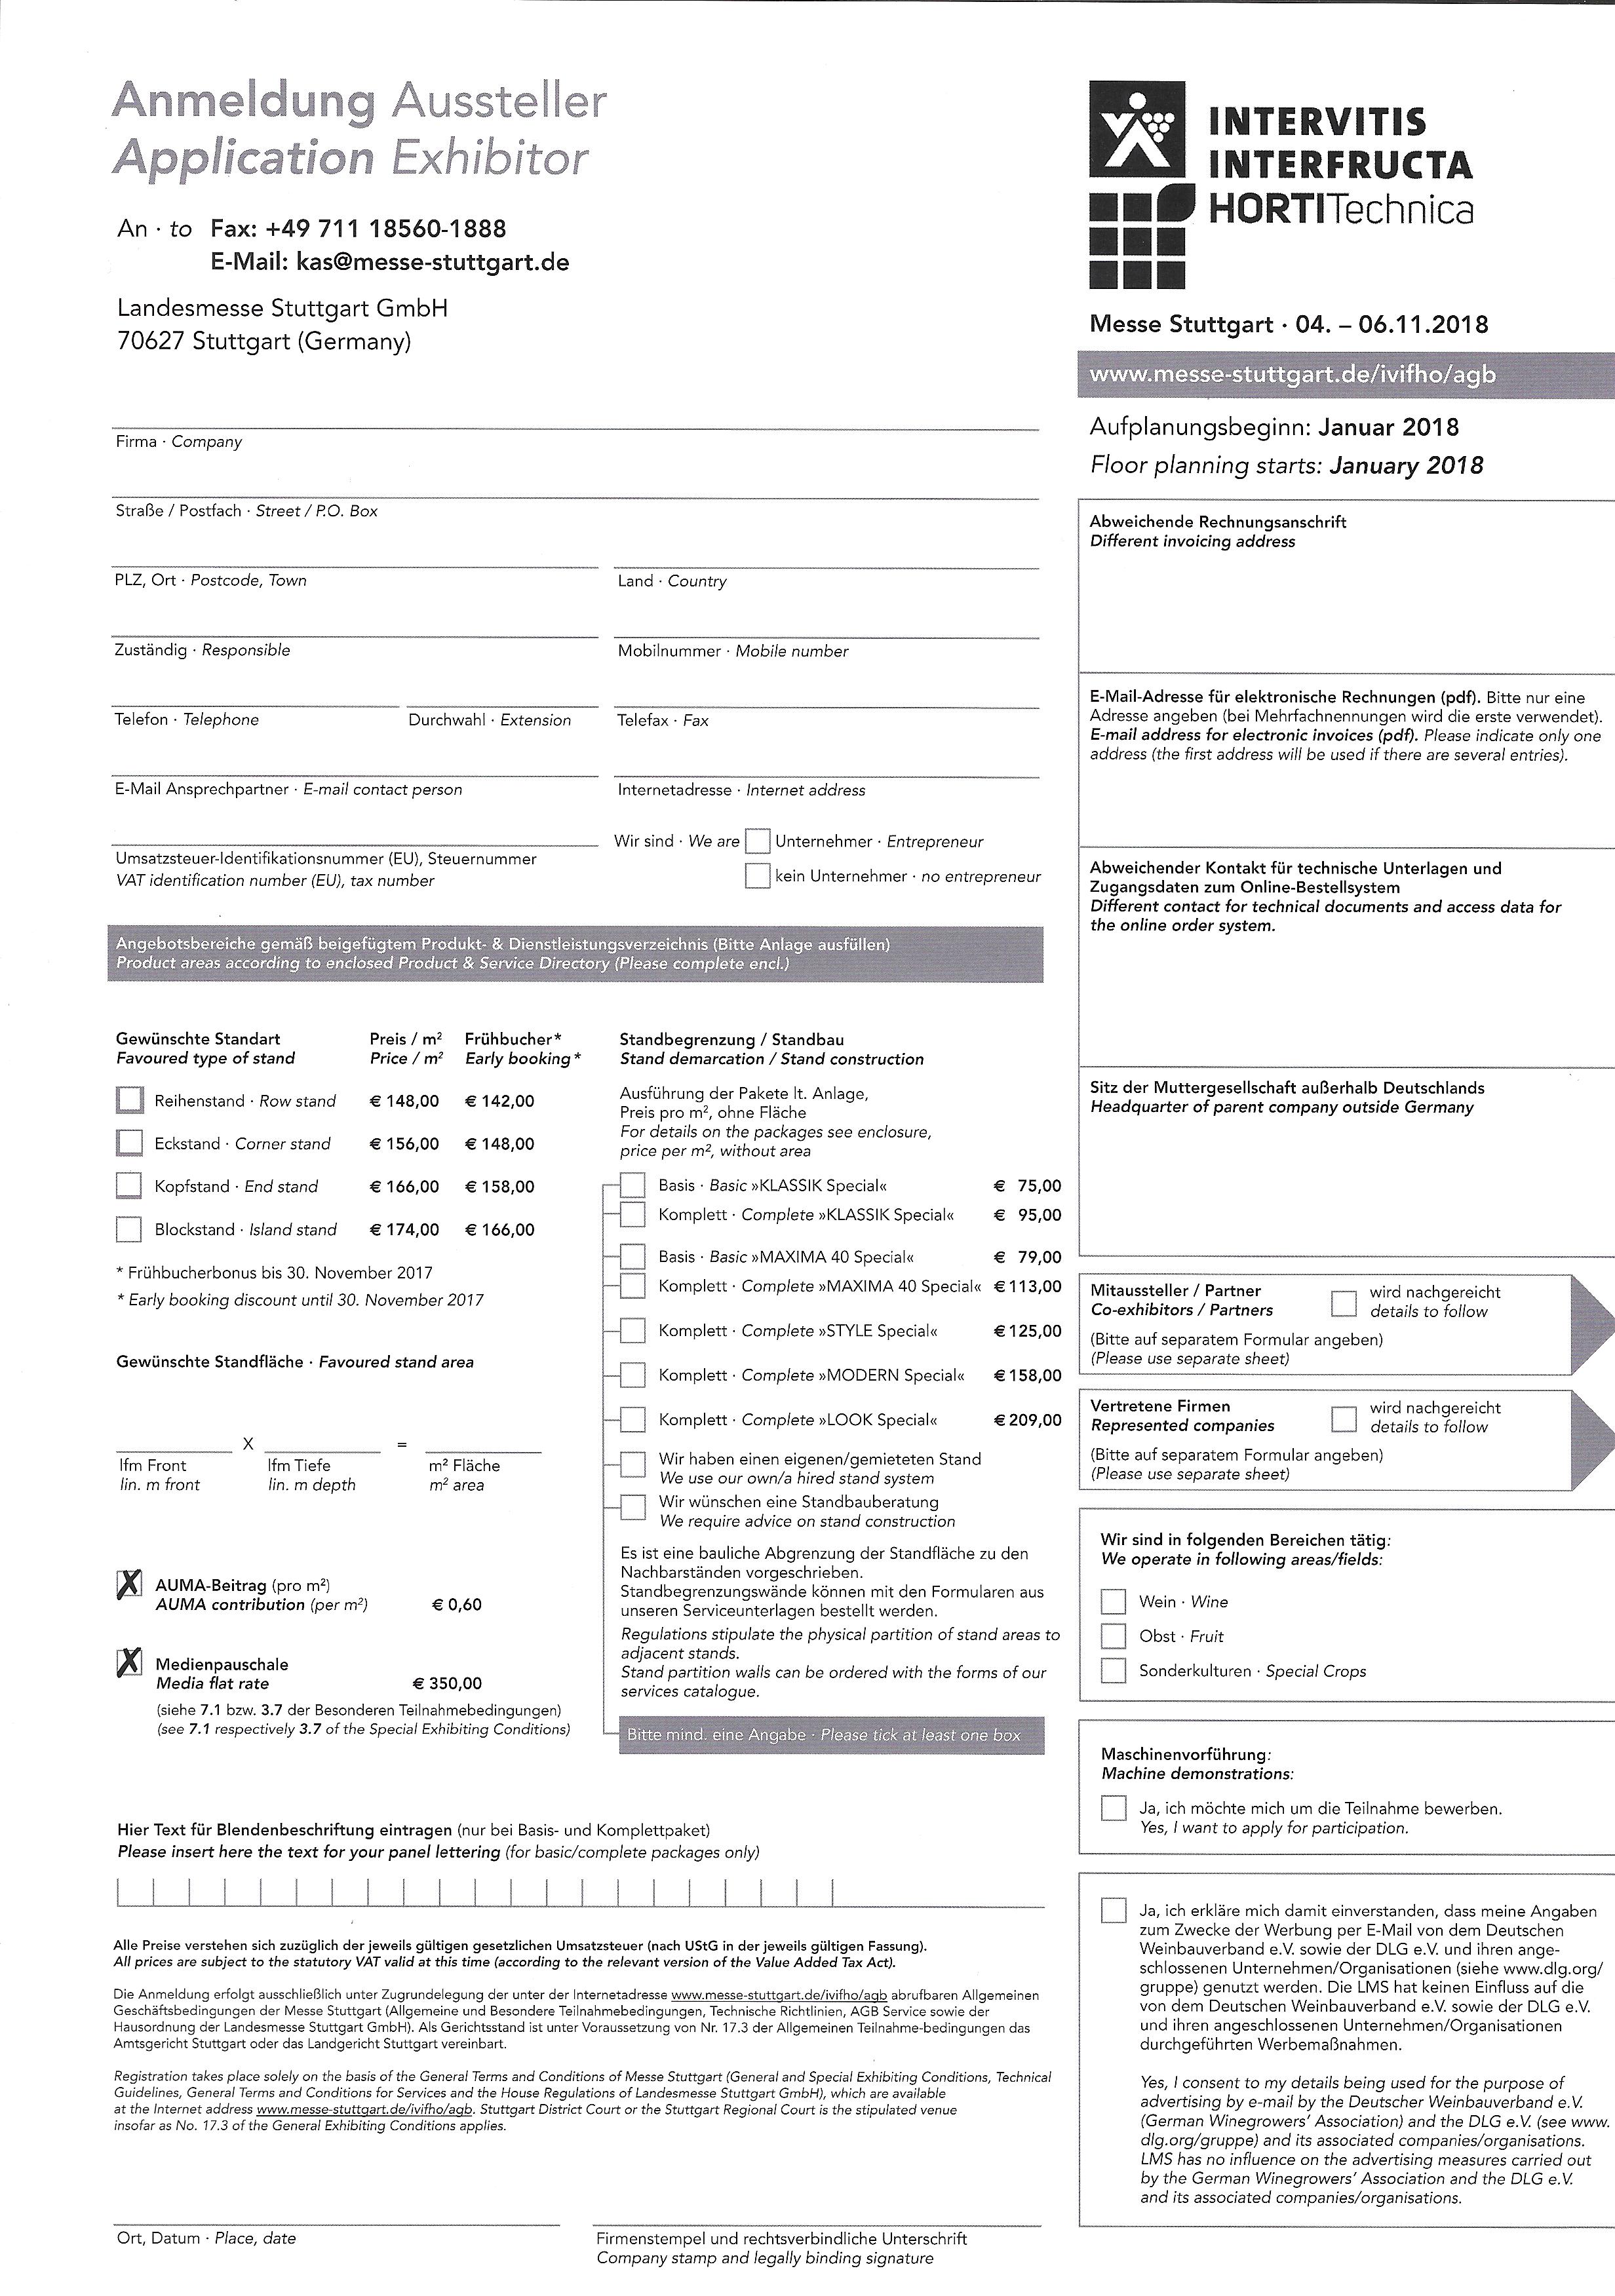 Anmeldung Aussteller
Application Exhibitor
An · to Fax: +49 711 18560-1888
E-Mail: kas@messe-stuttgart.de
Landesmesse Stuttgart GmbH
70627 Stuttgart (Germany)
INTERVITIS
INTERFRUCTA
HORTITechnica
Messe Stuttgart · 04. – 06.11.2018
www.messe-stuttgart.de/ivifho/agb
Aufplanungsbeginn: Januar 2018
Floor planning starts: January 2018
Firma · Company
Straße / Postfach · Street / P.O. Box
PLZ, Ort · Postcode, Town
Land · Country
Zuständig · Responsible
Mobilnummer · Mobile number
Telefon · Telephone
Durchwahl · Extension
Telefax · Fax
E-Mail Ansprechpartner · E-mail contact person
Internetadresse · Internet address
Umsatzsteuer-Identifikationsnummer (EU), Steuernummer
VAT identification number (EU), tax number
Wir sind · We are Unternehmer · Entrepreneur
kein Unternehmer · no entrepreneur
Abweichende Rechnungsanschrift
Different invoicing address
E-Mail-Adresse für elektronische Rechnungen (pdf). Bitte nur eine
Adresse angeben (bei Mehrfachnennungen wird die erste verwendet).
E-mail address for electronic invoices (pdf). Please indicate only one
address (the first address will be used if there are several entries).
Abweichender Kontakt für technische Unterlagen und
Zugangsdaten zum Online-Bestellsystem
Different contact for technical documents and access data for
the online order system.
Sitz der Muttergesellschaft außerhalb Deutschlands
Headquarter of parent company outside Germany
Angebotsbereiche gemäß beigefügtem Produkt- & Dienstleistungsverzeichnis (Bitte Anlage ausfüllen)
Product areas according to enclosed Product & Service Directory (Please complete encl.)
Gewünschte Standart Preis / m² Frühbucher*
Favoured type of stand Price / m² Early booking*
Reihenstand · Row stand € 148,00 € 142,00
Eckstand · Corner stand € 156,00 € 148,00
Kopfstand · End stand € 166,00 € 158,00
Blockstand · Island stand € 174,00 € 166,00
* Frühbucherbonus bis 30. November 2017
* Early booking discount until 30. November 2017
Gewünschte Standfläche · Favoured stand area
X =
lfm Front lfm Tiefe m² Fläche
lin. m front lin. m depth m² area
X AUMA-Beitrag (pro m²)
AUMA contribution (per m²) € 0,60
X Medienpauschale
Media flat rate € 350,00
(siehe 7.1 bzw. 3.7 der Besonderen Teilnahmebedingungen)
(see 7.1 respectively 3.7 of the Special Exhibiting Conditions)
Standbegrenzung / Standbau
Stand demarcation / Stand construction
Ausführung der Pakete lt. Anlage,
Preis pro m², ohne Fläche
For details on the packages see enclosure,
price per m², without area
Basis · Basic »KLASSIK Special« € 75,00
Komplett · Complete »KLASSIK Special« € 95,00
Basis · Basic »MAXIMA 40 Special« € 79,00
Komplett · Complete »MAXIMA 40 Special« € 113,00
Komplett · Complete »STYLE Special« € 125,00
Komplett · Complete »MODERN Special« € 158,00
Komplett · Complete »LOOK Special« € 209,00
Wir haben einen eigenen/gemieteten Stand
We use our own/a hired stand system
Wir wünschen eine Standbauberatung
We require advice on stand construction
Es ist eine bauliche Abgrenzung der Standfläche zu den
Nachbarständen vorgeschrieben.
Standbegrenzungswände können mit den Formularen aus
unseren Serviceunterlagen bestellt werden.
Regulations stipulate the physical partition of stand areas to
adjacent stands.
Stand partition walls can be ordered with the forms of our
services catalogue.
Bitte mind. eine Angabe · Please tick at least one box
Mitaussteller / Partner wird nachgereicht
Co-exhibitors / Partners details to follow
(Bitte auf separatem Formular angeben)
(Please use separate sheet)
Vertretene Firmen wird nachgereicht
Represented companies details to follow
(Bitte auf separatem Formular angeben)
(Please use separate sheet)
Wir sind in folgenden Bereichen tätig:
We operate in following areas/fields:
Wein · Wine
Obst · Fruit
Sonderkulturen · Special Crops
Maschinenvorführung:
Machine demonstrations:
Ja, ich möchte mich um die Teilnahme bewerben.
Yes, I want to apply for participation.
Ja, ich erkläre mich damit einverstanden, dass meine Angaben
zum Zwecke der Werbung per E-Mail von dem Deutschen
Weinbauverband e.V. sowie der DLG e.V. und ihren ange-
schlossenen Unternehmen/Organisationen (siehe www.dlg.org/
gruppe) genutzt werden. Die LMS hat keinen Einfluss auf die
von dem Deutschen Weinbauverband e.V. sowie der DLG e.V.
und ihren angeschlossenen Unternehmen/Organisationen
durchgeführten Werbemaßnahmen.
Yes, I consent to my details being used for the purpose of
advertising by e-mail by the Deutscher Weinbauverband e.V.
(German Winegrowers' Association) and the DLG e.V. (see www.
dlg.org/gruppe) and its associated companies/organisations.
LMS has no influence on the advertising measures carried out
by the German Winegrowers' Association and the DLG e.V.
and its associated companies/organisations.
Hier Text für Blendenbeschriftung eintragen (nur bei Basis- und Komplettpaket)
Please insert here the text for your panel lettering (for basic/complete packages only)
Alle Preise verstehen sich zuzüglich der jeweils gültigen gesetzlichen Umsatzsteuer (nach UStG in der jeweils gültigen Fassung).
All prices are subject to the statutory VAT valid at this time (according to the relevant version of the Value Added Tax Act).
Die Anmeldung erfolgt ausschließlich unter Zugrundelegung der unter der Internetadresse www.messe-stuttgart.de/ivifho/agb abrufbaren Allgemeinen
Geschäftsbedingungen der Messe Stuttgart (Allgemeine und Besondere Teilnahmebedingungen, Technische Richtlinien, AGB Service sowie der
Hausordnung der Landesmesse Stuttgart GmbH). Als Gerichtsstand ist unter Voraussetzung von Nr. 17.3 der Allgemeinen Teilnahme-bedingungen das
Amtsgericht Stuttgart oder das Landgericht Stuttgart vereinbart.
Registration takes place solely on the basis of the General Terms and Conditions of Messe Stuttgart (General and Special Exhibiting Conditions, Technical
Guidelines, General Terms and Conditions for Services and the House Regulations of Landesmesse Stuttgart GmbH), which are available
at the Internet address www.messe-stuttgart.de/ivifho/agb. Stuttgart District Court or the Stuttgart Regional Court is the stipulated venue
insofar as No. 17.3 of the General Exhibiting Conditions applies.
Ort, Datum · Place, date
Firmenstempel und rechtsverbindliche Unterschrift
Company stamp and legally binding signature